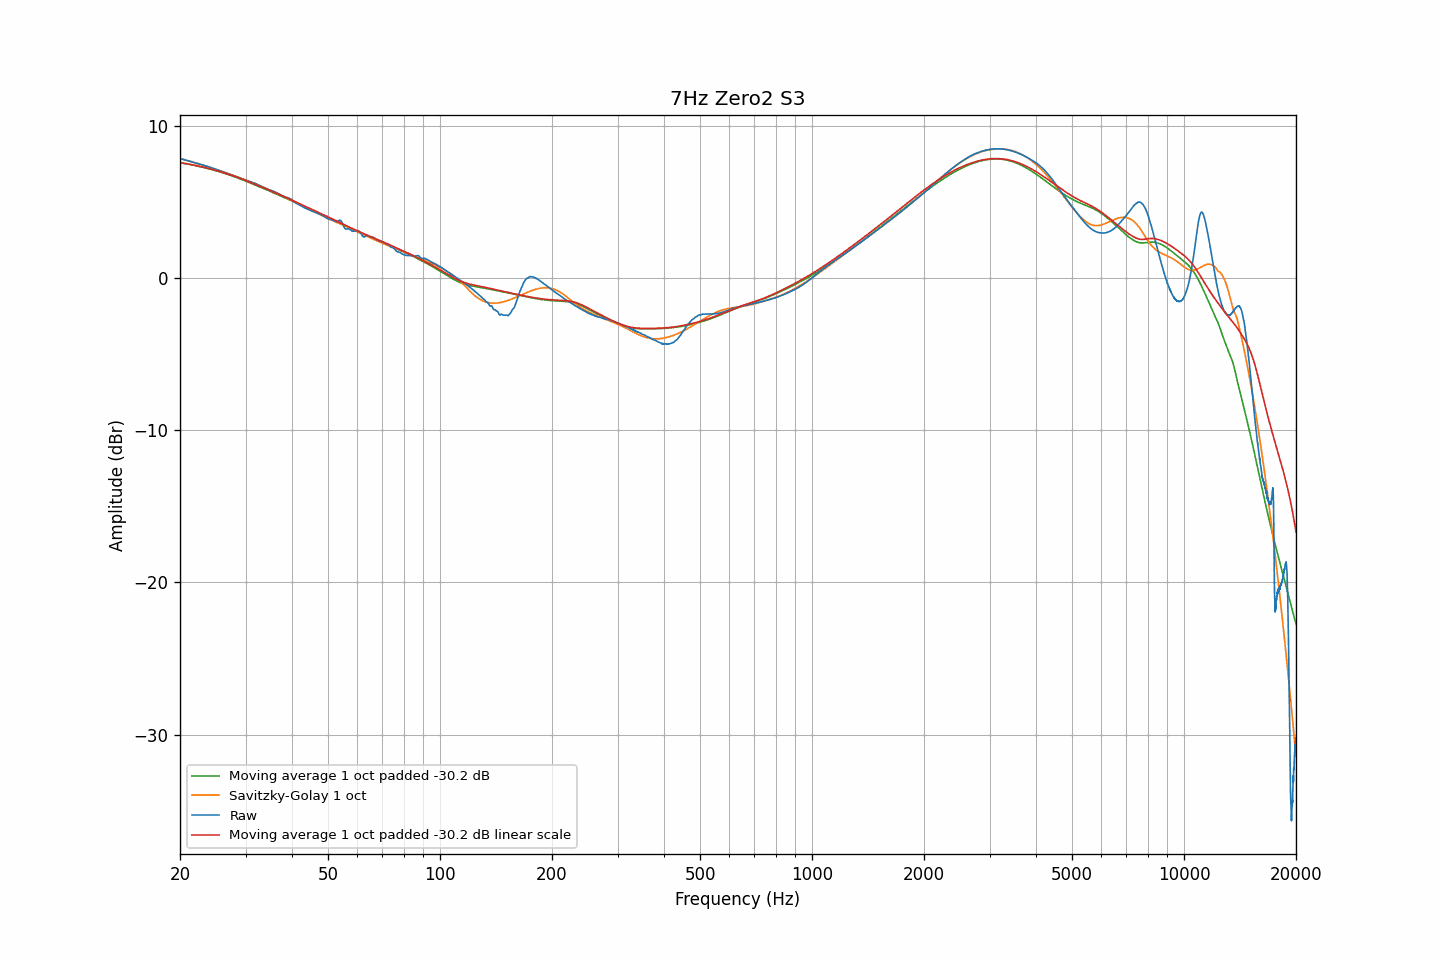 7Hz Zero2 S3
10
0
−10
−20
−30
Amplitude (dBr)
Moving average 1 oct padded -30.2 dB
Savitzky-Golay 1 oct
Raw
Moving average 1 oct padded -30.2 dB linear scale
20 50 100 200 500 1000 2000 5000 10000 20000
Frequency (Hz)